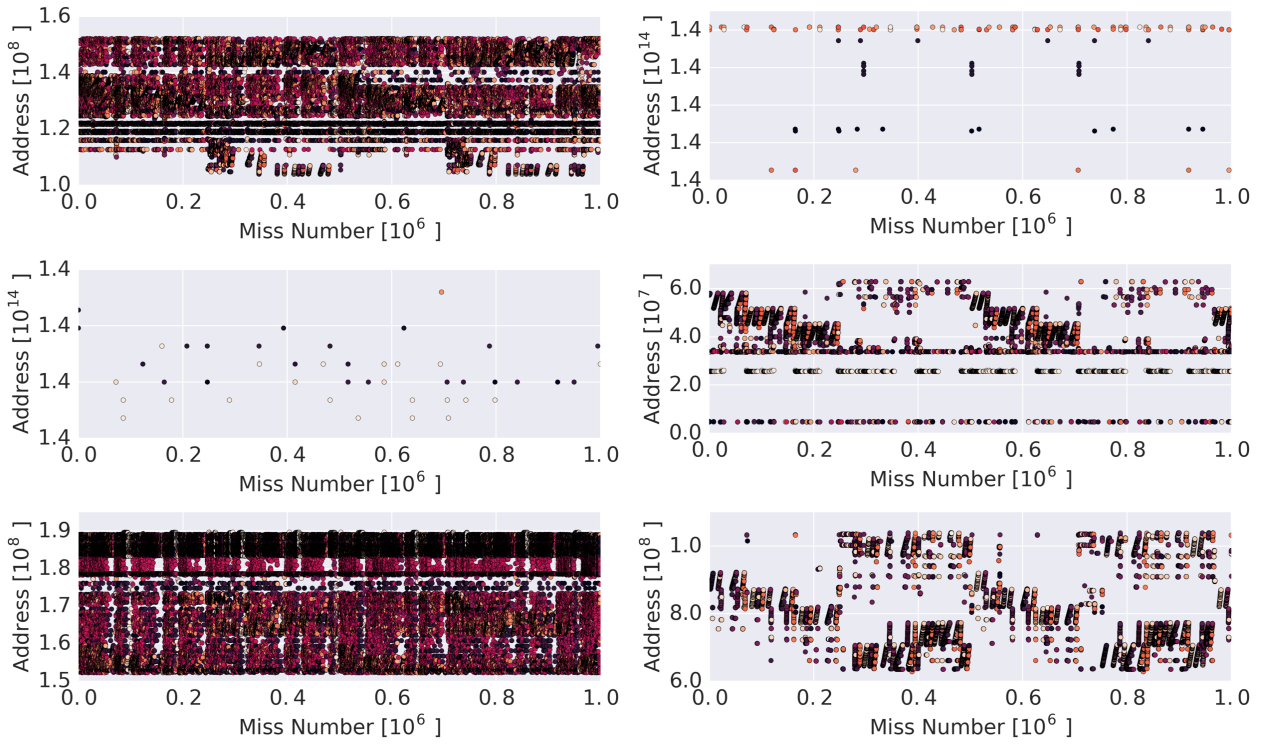 Address [10^8 ]
1.6
1.4
1.2
1.0
0.0 0.2 0.4 0.6 0.8 1.0
Miss Number [10^6 ]
Address [10^14 ]
1.4
1.4
1.4
1.4
1.4
0.0 0.2 0.4 0.6 0.8 1.0
Miss Number [10^6 ]
Address [10^14 ]
1.4
1.4
1.4
1.4
0.0 0.2 0.4 0.6 0.8 1.0
Miss Number [10^6 ]
Address [10^7 ]
6.0
4.0
2.0
0.0
0.0 0.2 0.4 0.6 0.8 1.0
Miss Number [10^6 ]
Address [10^8 ]
1.9
1.8
1.7
1.6
1.5
0.0 0.2 0.4 0.6 0.8 1.0
Miss Number [10^6 ]
Address [10^8 ]
1.0
8.0
6.0
0.0 0.2 0.4 0.6 0.8 1.0
Miss Number [10^6 ]